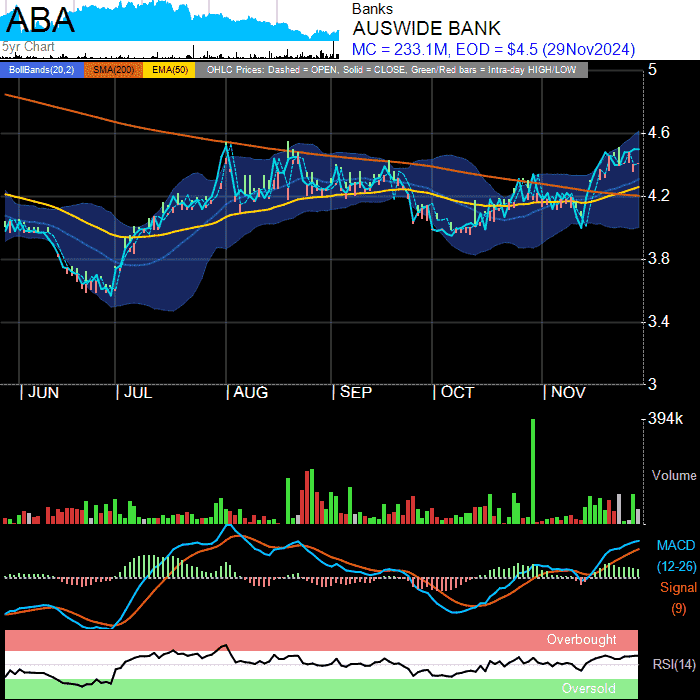 ABA
5yr Chart
Banks
AUSWIDE BANK
MC = 233.1M, EOD = $4.5 (29Nov2024)
BollBands(20,2) SMA(200) EMA(50) OHLC Prices: Dashed = OPEN, Solid = CLOSE, Green/Red bars = Intra-day HIGH/LOW
5
4.6
4.2
3.8
3.4
3
JUN JUL AUG SEP OCT NOV
394k
Volume
MACD
(12-26)
Signal
(9)
Overbought
RSI(14)
Oversold